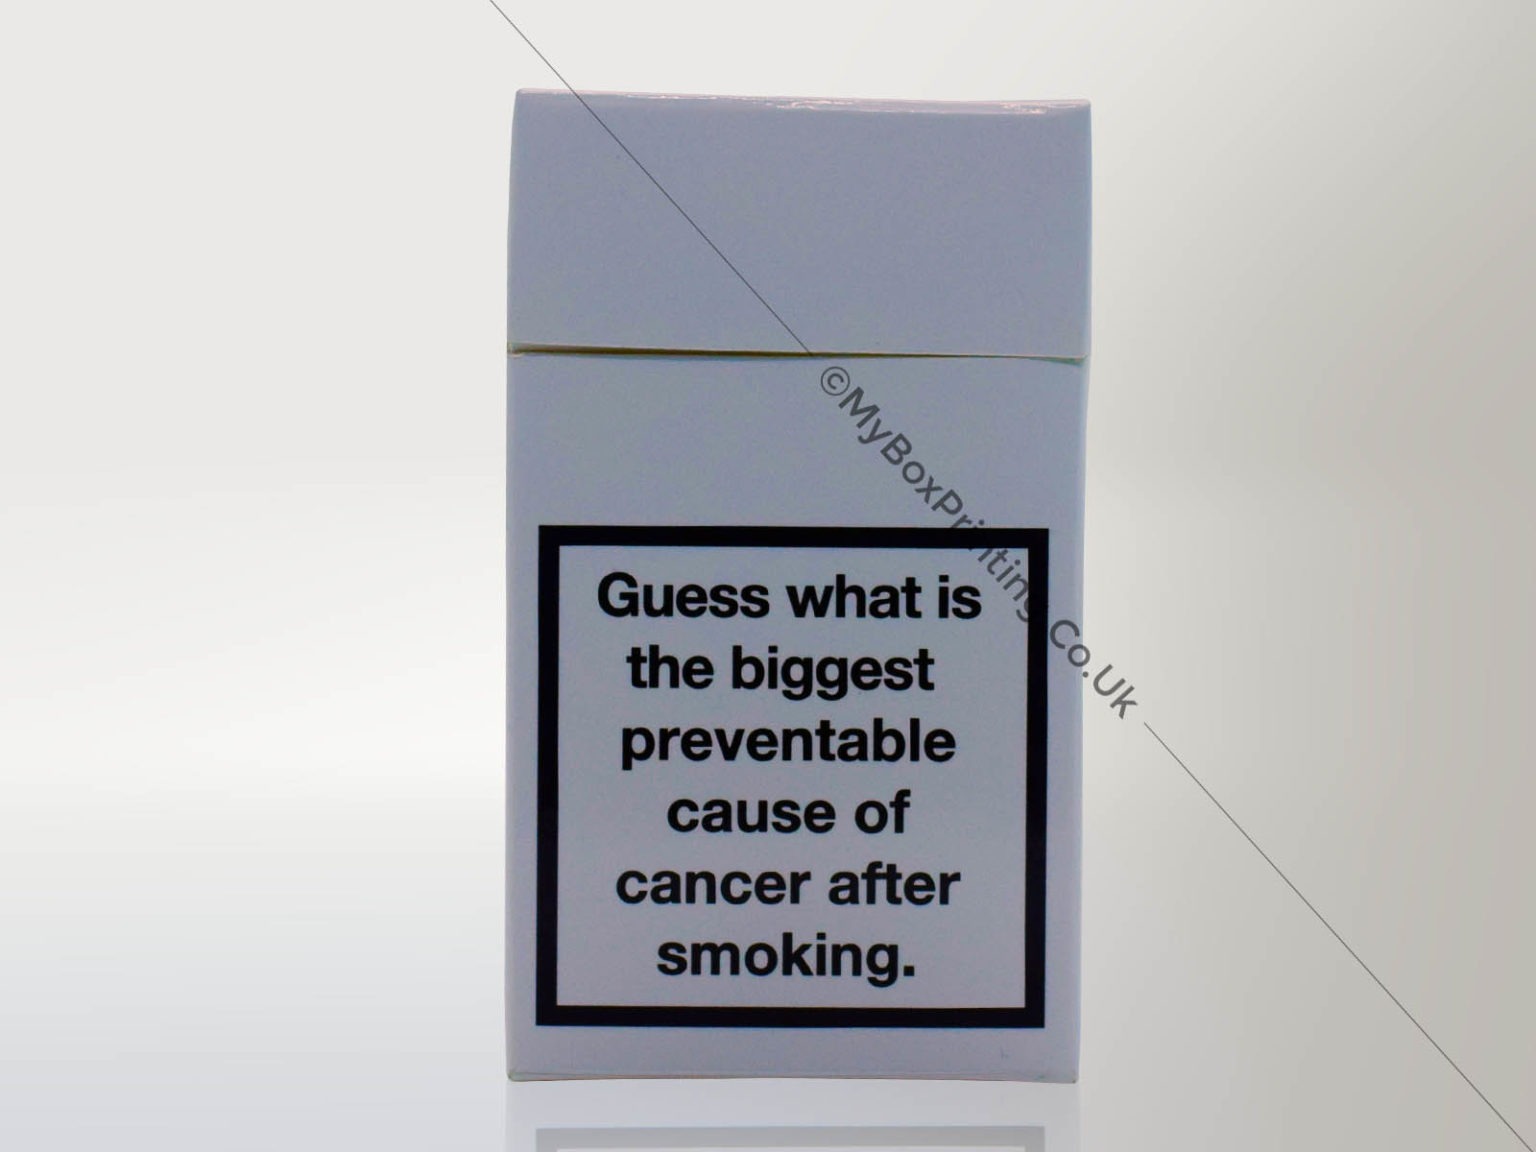 Guess what is
the biggest
preventable
cause of
cancer after
smoking.
©MyBoxPrinting.Co.Uk